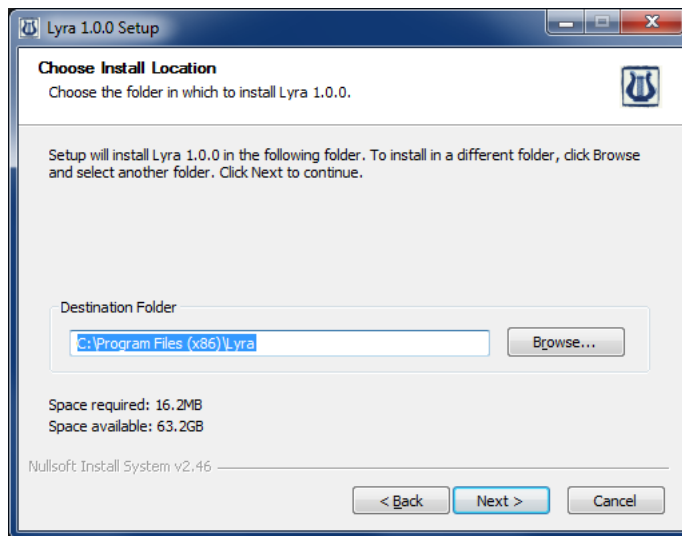 Lyra 1.0.0 Setup
Choose Install Location
Choose the folder in which to install Lyra 1.0.0.
Setup will install Lyra 1.0.0 in the following folder. To install in a different folder, click Browse
and select another folder. Click Next to continue.
Destination Folder
C:\Program Files (x86)\Lyra
Browse...
Space required: 16.2MB
Space available: 63.2GB
Nullsoft Install System v2.46
< Back
Next >
Cancel